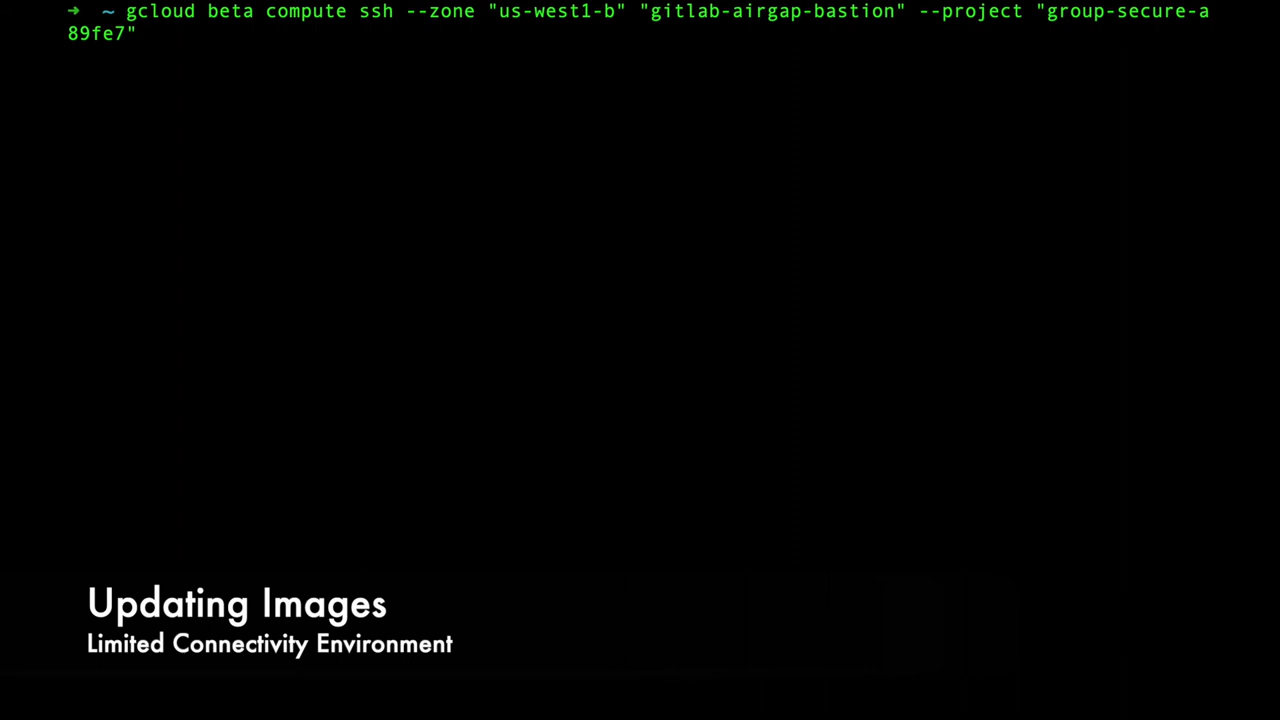 ➜  ~ gcloud beta compute ssh --zone "us-west1-b" "gitlab-airgap-bastion" --project "group-secure-a
89fe7"
Updating Images
Limited Connectivity Environment